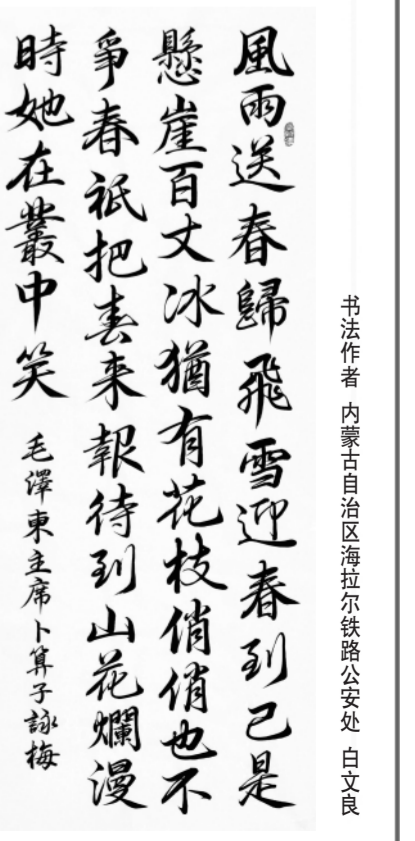 風雨送春歸飛雪迎春到已是
懸崖百丈冰猶有花枝俏俏也不
爭春祇把春来報待到山花爛漫
時她在叢中笑
毛澤東主席卜算子詠梅
书法作者 内蒙古自治区海拉尔铁路公安处 白文良